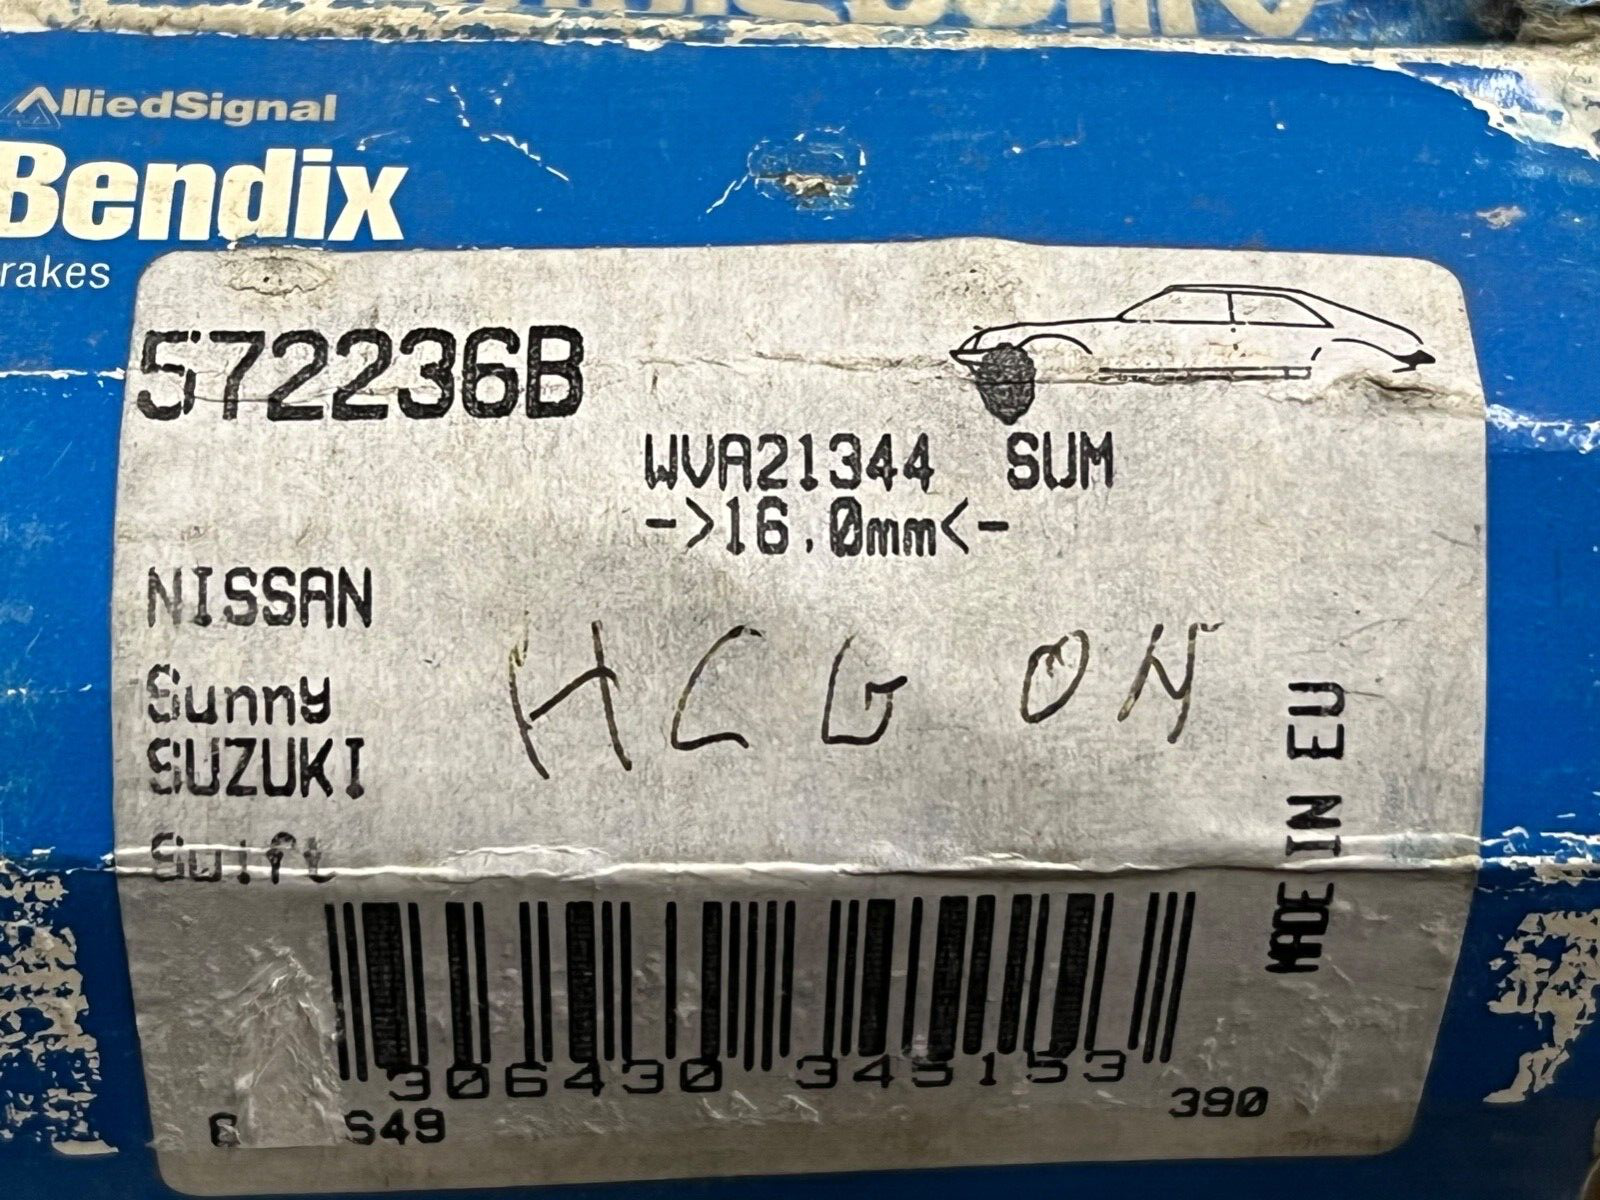 AlliedSignal
Bendix
rakes
572236B
WVA21344 SUM
->16.0mm<-
NISSAN
Sunny
SUZUKI
Swift
HCG ON
MADE IN EU
306430 345153
S49
390